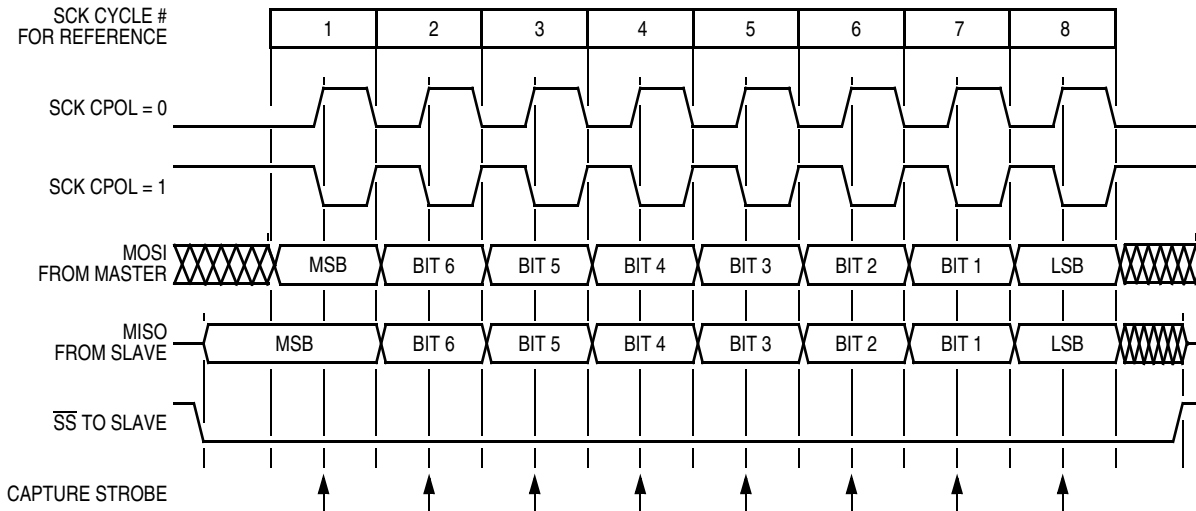 SCK CYCLE #
FOR REFERENCE
1 2 3 4 5 6 7 8
SCK CPOL = 0
SCK CPOL = 1
MOSI
FROM MASTER
MSB BIT 6 BIT 5 BIT 4 BIT 3 BIT 2 BIT 1 LSB
MISO
FROM SLAVE
MSB BIT 6 BIT 5 BIT 4 BIT 3 BIT 2 BIT 1 LSB
SS TO SLAVE
CAPTURE STROBE